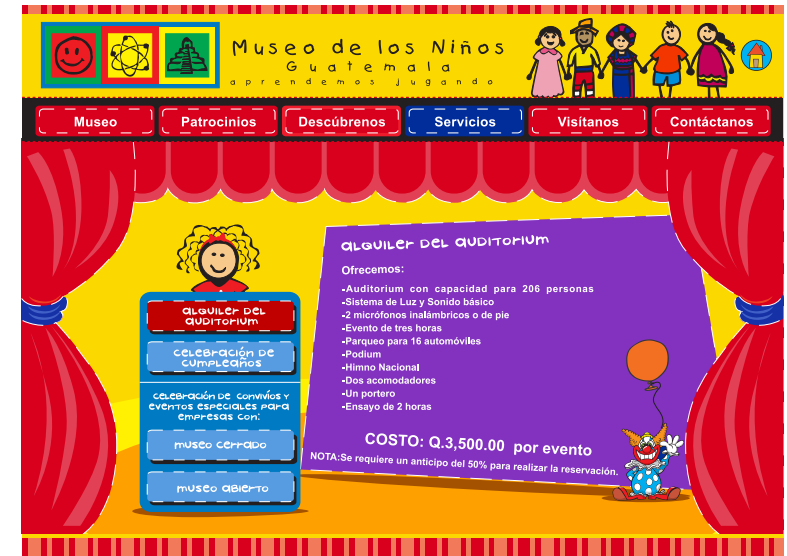 Museo de los Niños
Guatemala
aprendemos jugando
Museo
Patrocinios
Descúbrenos
Servicios
Visítanos
Contáctanos
alquiler del
auditorium
celebración de
cumpleaños
celebración de convivios y
eventos especiales para
empresas con:
museo cerrado
museo abierto
alquiler del auditorium
Ofrecemos:
-Auditorium con capacidad para 206 personas
-Sistema de Luz y Sonido básico
-2 micrófonos inalámbricos o de pie
-Evento de tres horas
-Parqueo para 16 automóviles
-Podium
-Himno Nacional
-Dos acomodadores
-Un portero
-Ensayo de 2 horas
COSTO: Q.3,500.00 por evento
NOTA:Se requiere un anticipo del 50% para realizar la reservación.